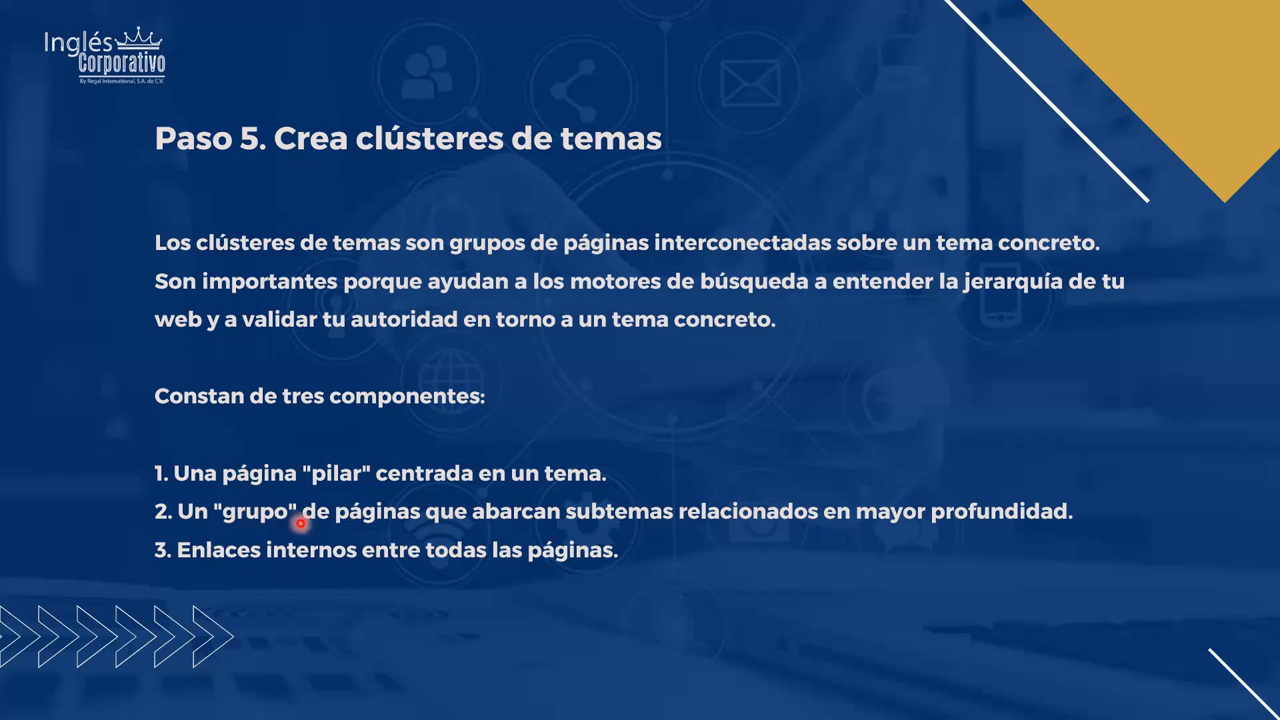 Inglés
Corporativo
By Regal International, S.A. de C.V.
Paso 5. Crea clústeres de temas
Los clústeres de temas son grupos de páginas interconectadas sobre un tema concreto.
Son importantes porque ayudan a los motores de búsqueda a entender la jerarquía de tu
web y a validar tu autoridad en torno a un tema concreto.
Constan de tres componentes:
1. Una página "pilar" centrada en un tema.
2. Un "grupo" de páginas que abarcan subtemas relacionados en mayor profundidad.
3. Enlaces internos entre todas las páginas.